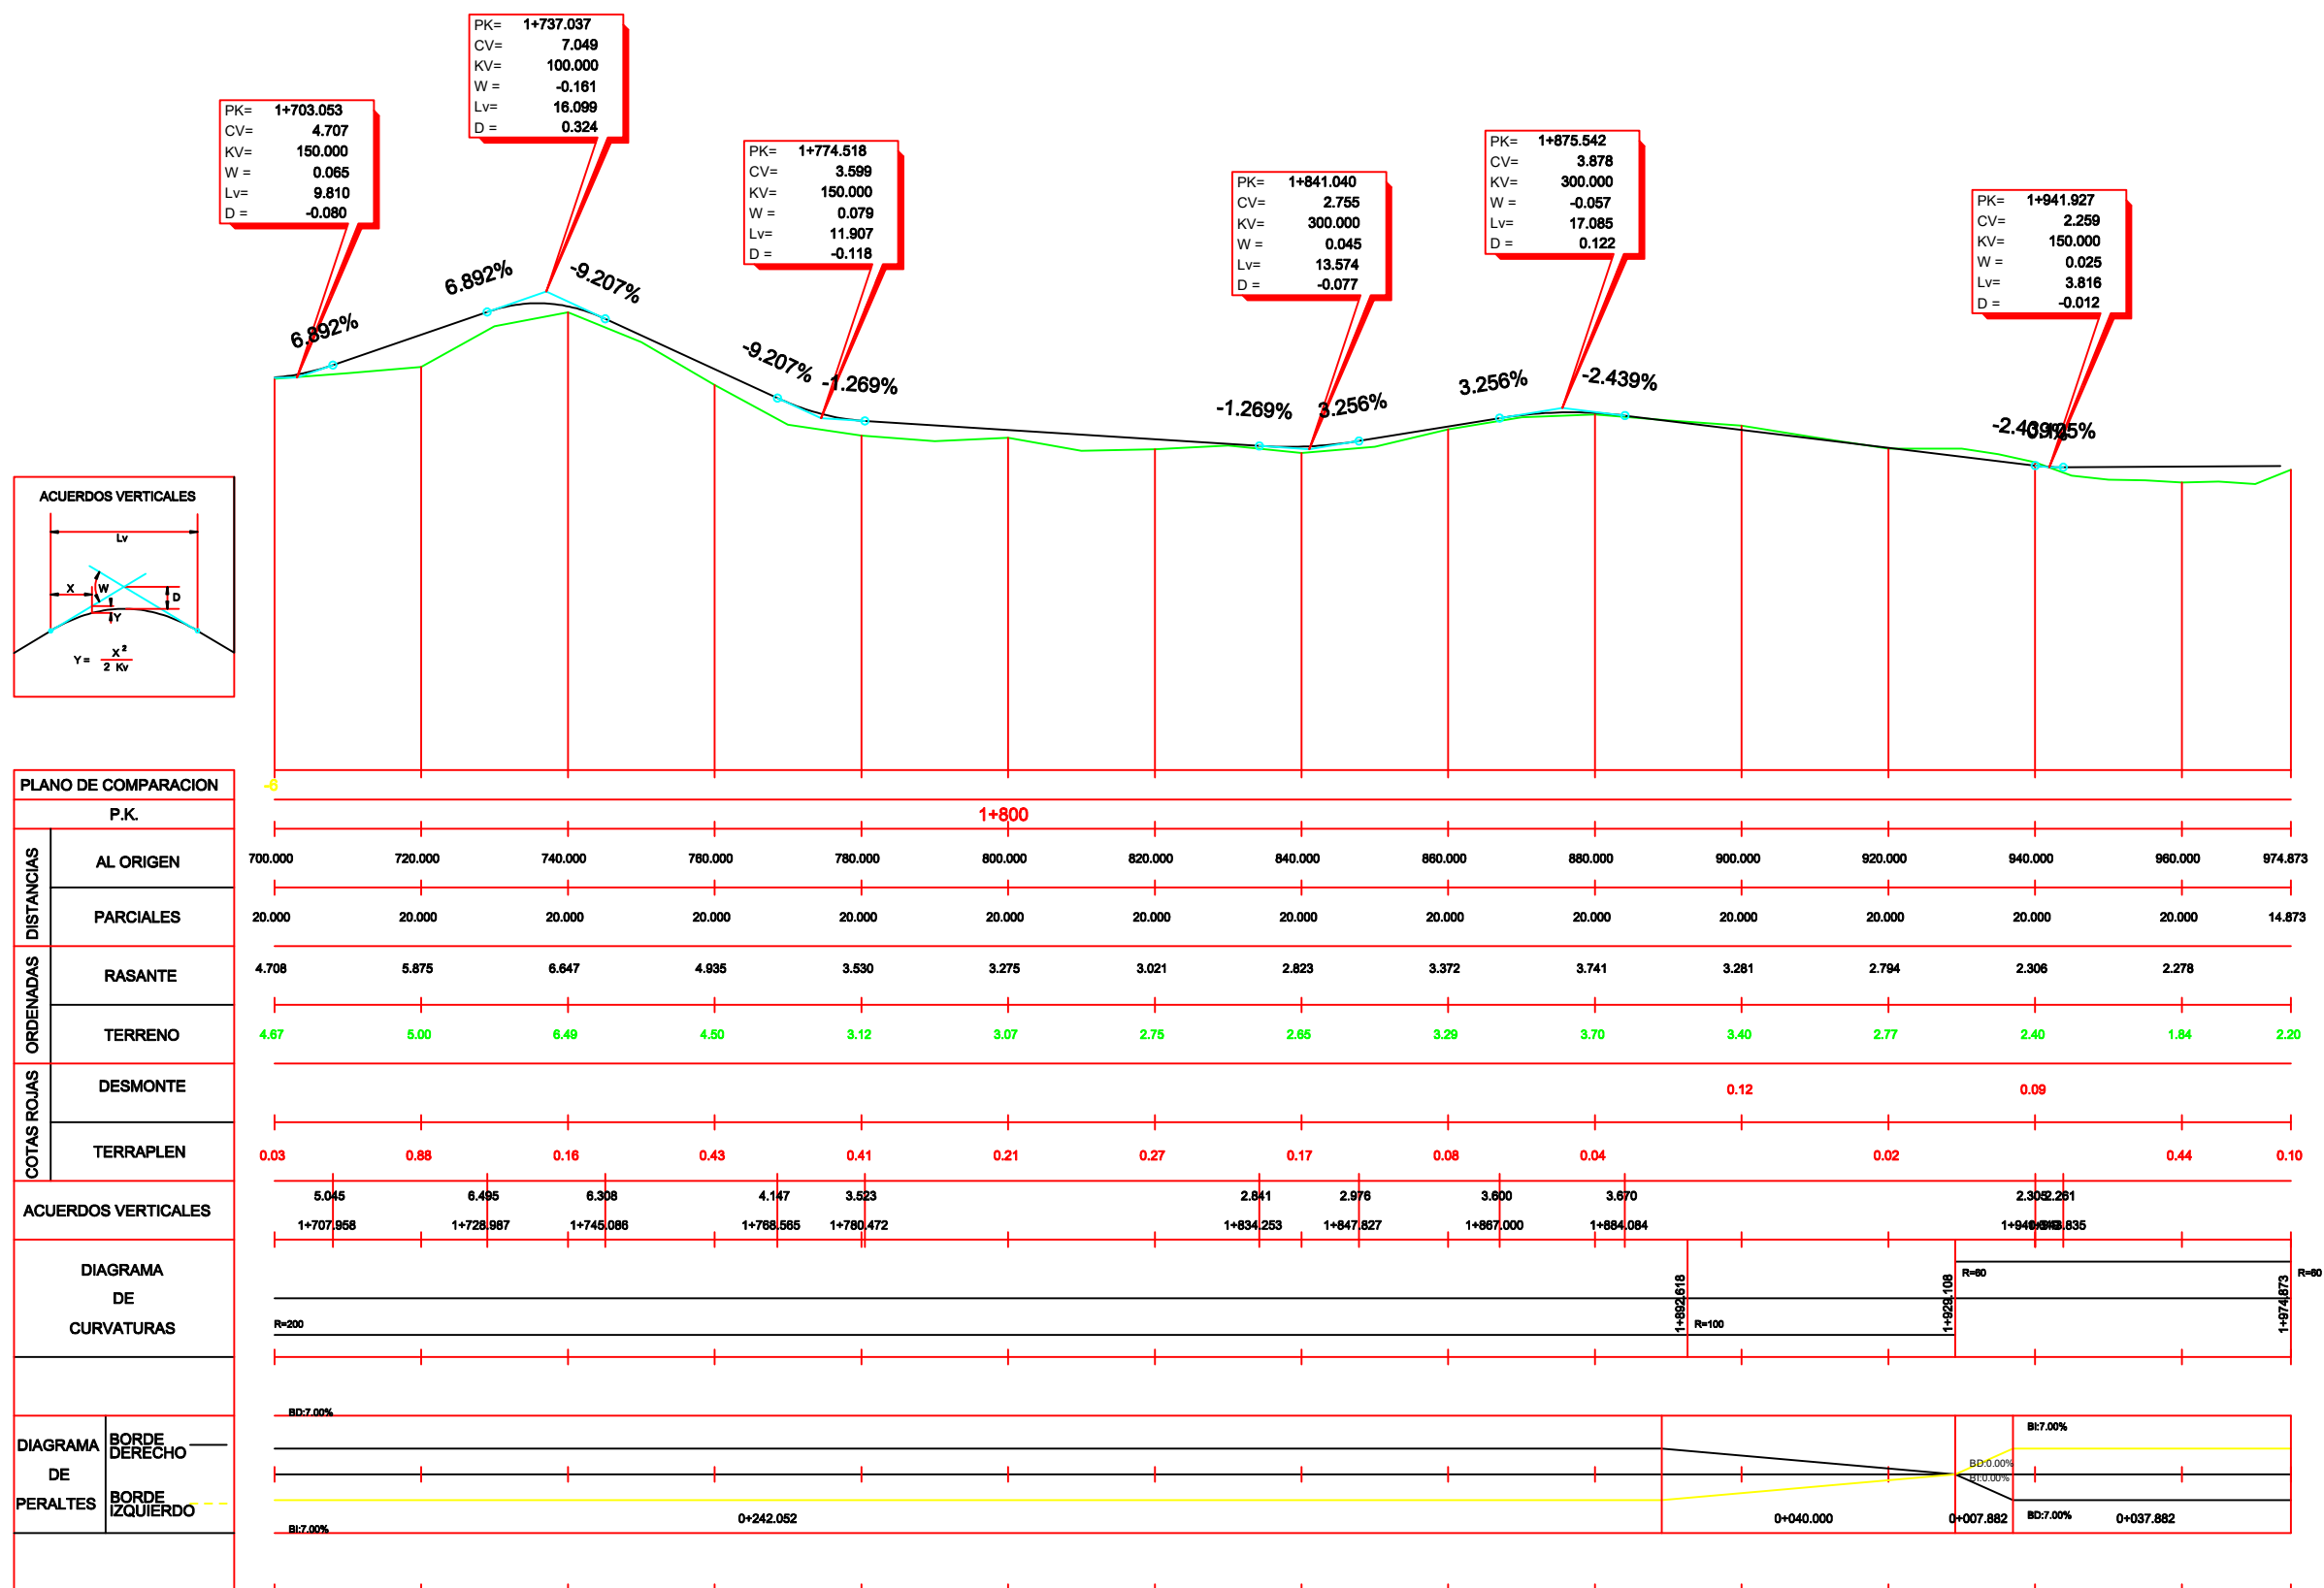 PK= 1+737.037
CV= 7.049
KV= 100.000
W = -0.161
Lv= 16.099
D = 0.324
PK= 1+703.053
CV= 4.707
KV= 150.000
W = 0.065
Lv= 9.810
D = -0.080
PK= 1+774.518
CV= 3.599
KV= 150.000
W = 0.079
Lv= 11.907
D = -0.118
PK= 1+841.040
CV= 2.755
KV= 300.000
W = 0.045
Lv= 13.574
D = -0.077
PK= 1+875.542
CV= 3.878
KV= 300.000
W = -0.057
Lv= 17.085
D = 0.122
PK= 1+941.927
CV= 2.259
KV= 150.000
W = 0.025
Lv= 3.816
D = -0.012
6.892% 6.892% -9.207% -9.207% -1.269% -1.269% 3.256% 3.256% -2.439% -2.439% 0.105%
ACUERDOS VERTICALES
Lv
X W D
Y
Y = X 2
2 Kv
PLANO DE COMPARACION -6
P.K. 1+800
DISTANCIAS
AL ORIGEN 700.000 720.000 740.000 760.000 780.000 800.000 820.000 840.000 860.000 880.000 900.000 920.000 940.000 960.000 974.873
PARCIALES 20.000 20.000 20.000 20.000 20.000 20.000 20.000 20.000 20.000 20.000 20.000 20.000 20.000 20.000 14.873
ORDENADAS
RASANTE 4.708 5.875 6.647 4.935 3.530 3.275 3.021 2.823 3.372 3.741 3.281 2.794 2.306 2.278
TERRENO 4.67 5.00 6.49 4.50 3.12 3.07 2.75 2.65 3.29 3.70 3.40 2.77 2.40 1.84 2.20
COTAS ROJAS
DESMONTE 0.12 0.09
TERRAPLEN 0.03 0.88 0.16 0.43 0.41 0.21 0.27 0.17 0.08 0.04 0.02 0.44 0.10
ACUERDOS VERTICALES
5.045 6.495 6.308 4.147 3.523 2.841 2.976 3.600 3.670 2.305 2.261
1+707.958 1+728.987 1+745.086 1+768.565 1+780.472 1+834.253 1+847.827 1+867.000 1+884.084
DIAGRAMA
DE
CURVATURAS
R=200 1+892.618 R=100 1+929.108 R=60 1+974.873 R=60
DIAGRAMA
DE
PERALTES
BORDE
DERECHO
BORDE
IZQUIERDO
BD:7.00%
BI:7.00%
BD:0.00%
BI:0.00%
BI:7.00%
BD:7.00%
0+242.052 0+040.000 0+007.882 0+037.882